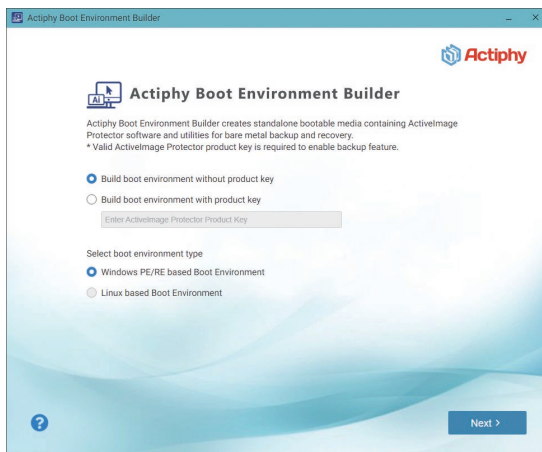 Actiphy Boot Environment Builder
Actiphy
AI
Actiphy Boot Environment Builder
Actiphy Boot Environment Builder creates standalone bootable media containing ActiveImage
Protector software and utilities for bare metal backup and recovery.
* Valid ActiveImage Protector product key is required to enable backup feature.
Build boot environment without product key
Build boot environment with product key
Enter ActiveImage Protector Product Key
Select boot environment type
Windows PE/RE based Boot Environment
Linux based Boot Environment
?
Next >